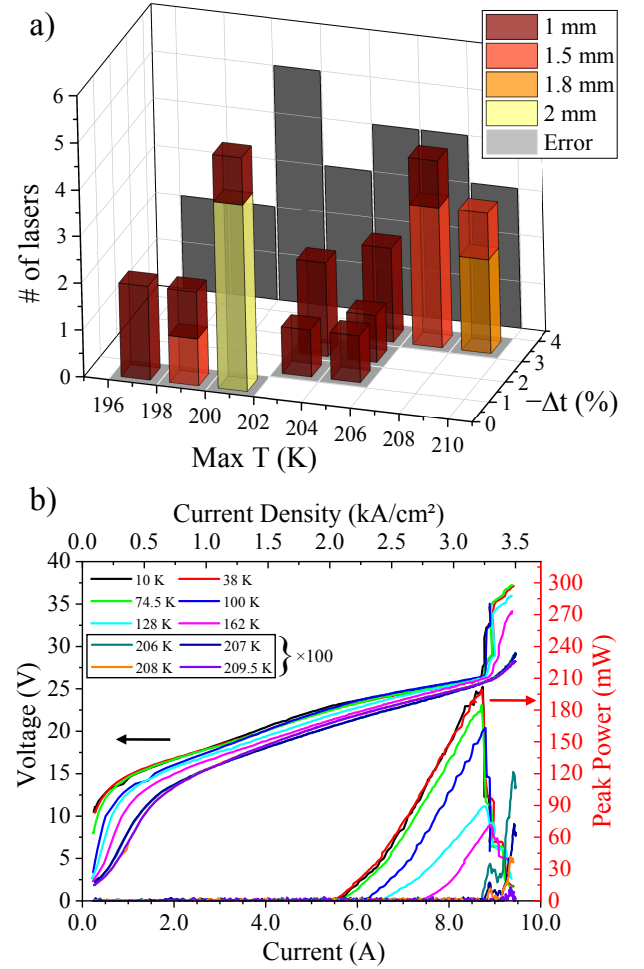 a)
1 mm
1.5 mm
1.8 mm
2 mm
Error
# of lasers
0
1
2
3
4
5
6
196
198
200
202
204
206
208
210
Max T (K)
0
1
2
3
4
−Δt (%)
b)
Current Density (kA/cm²)
0.0 0.5 1.0 1.5 2.0 2.5 3.0 3.5
40
35
30
25
20
15
10
5
0
Voltage (V)
10 K 38 K
74.5 K 100 K
128 K 162 K
206 K 207 K
208 K 209.5 K
×100
300
270
240
210
180
150
120
90
60
30
0
Peak Power (mW)
0 2.0 4.0 6.0 8.0 10.0
Current (A)